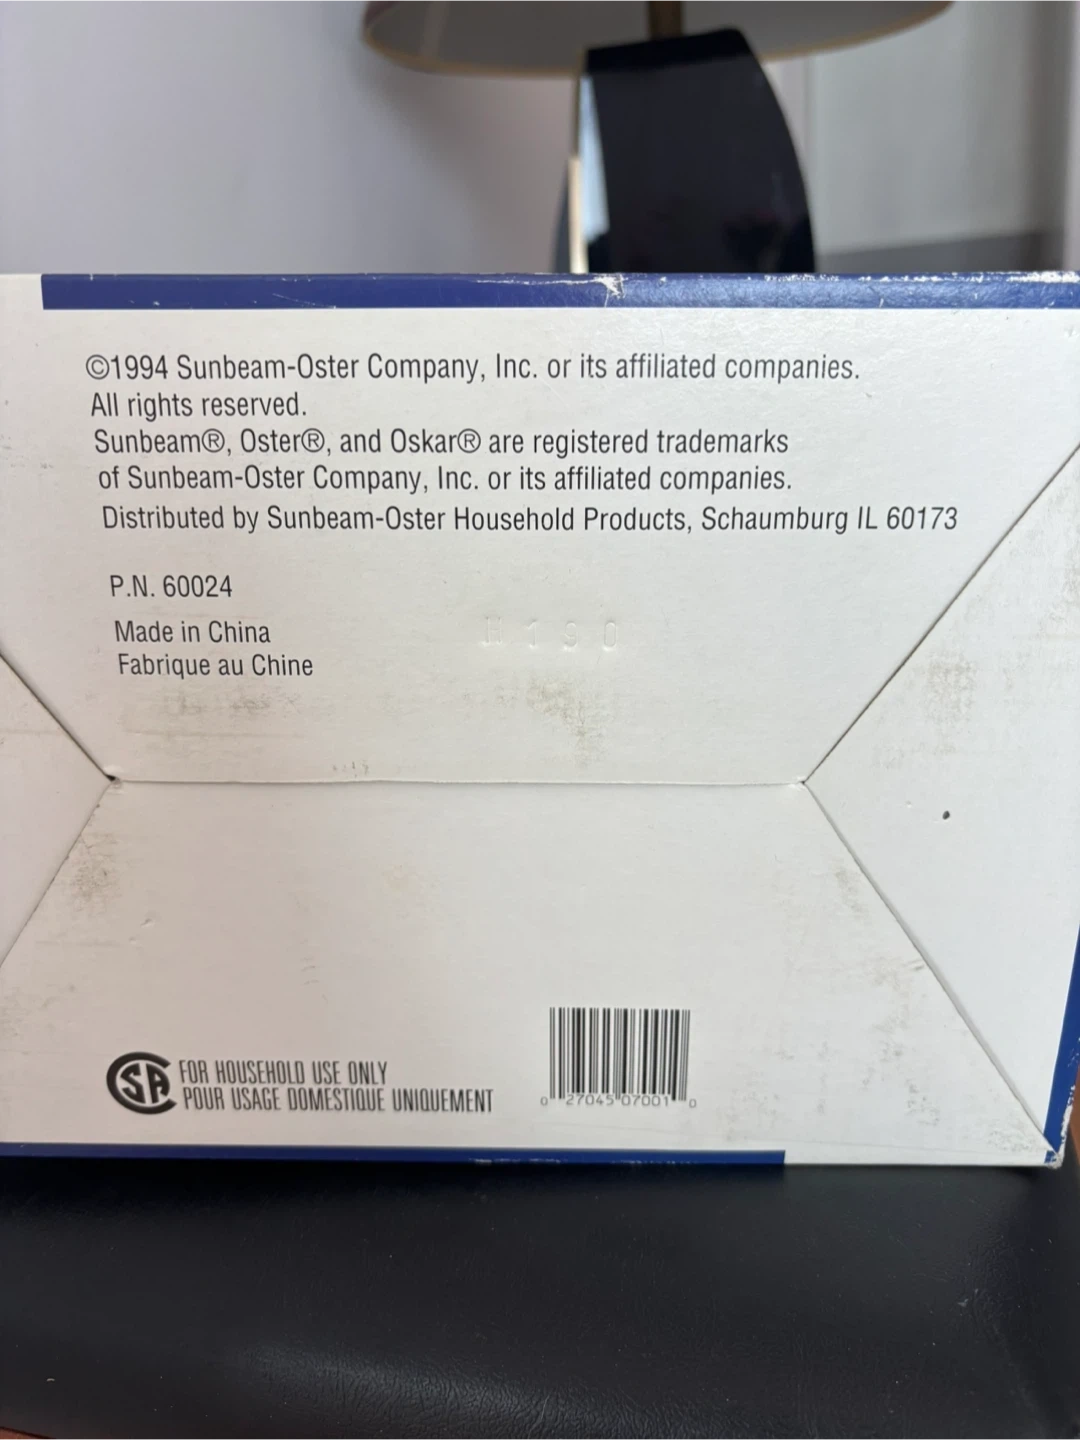 ©1994 Sunbeam-Oster Company, Inc. or its affiliated companies.
All rights reserved.
Sunbeam®, Oster®, and Oskar® are registered trademarks
of Sunbeam-Oster Company, Inc. or its affiliated companies.
Distributed by Sunbeam-Oster Household Products, Schaumburg IL 60173
P.N. 60024
Made in China
Fabrique au Chine
SA FOR HOUSEHOLD USE ONLY
POUR USAGE DOMESTIQUE UNIQUEMENT
0 27045 07001 0